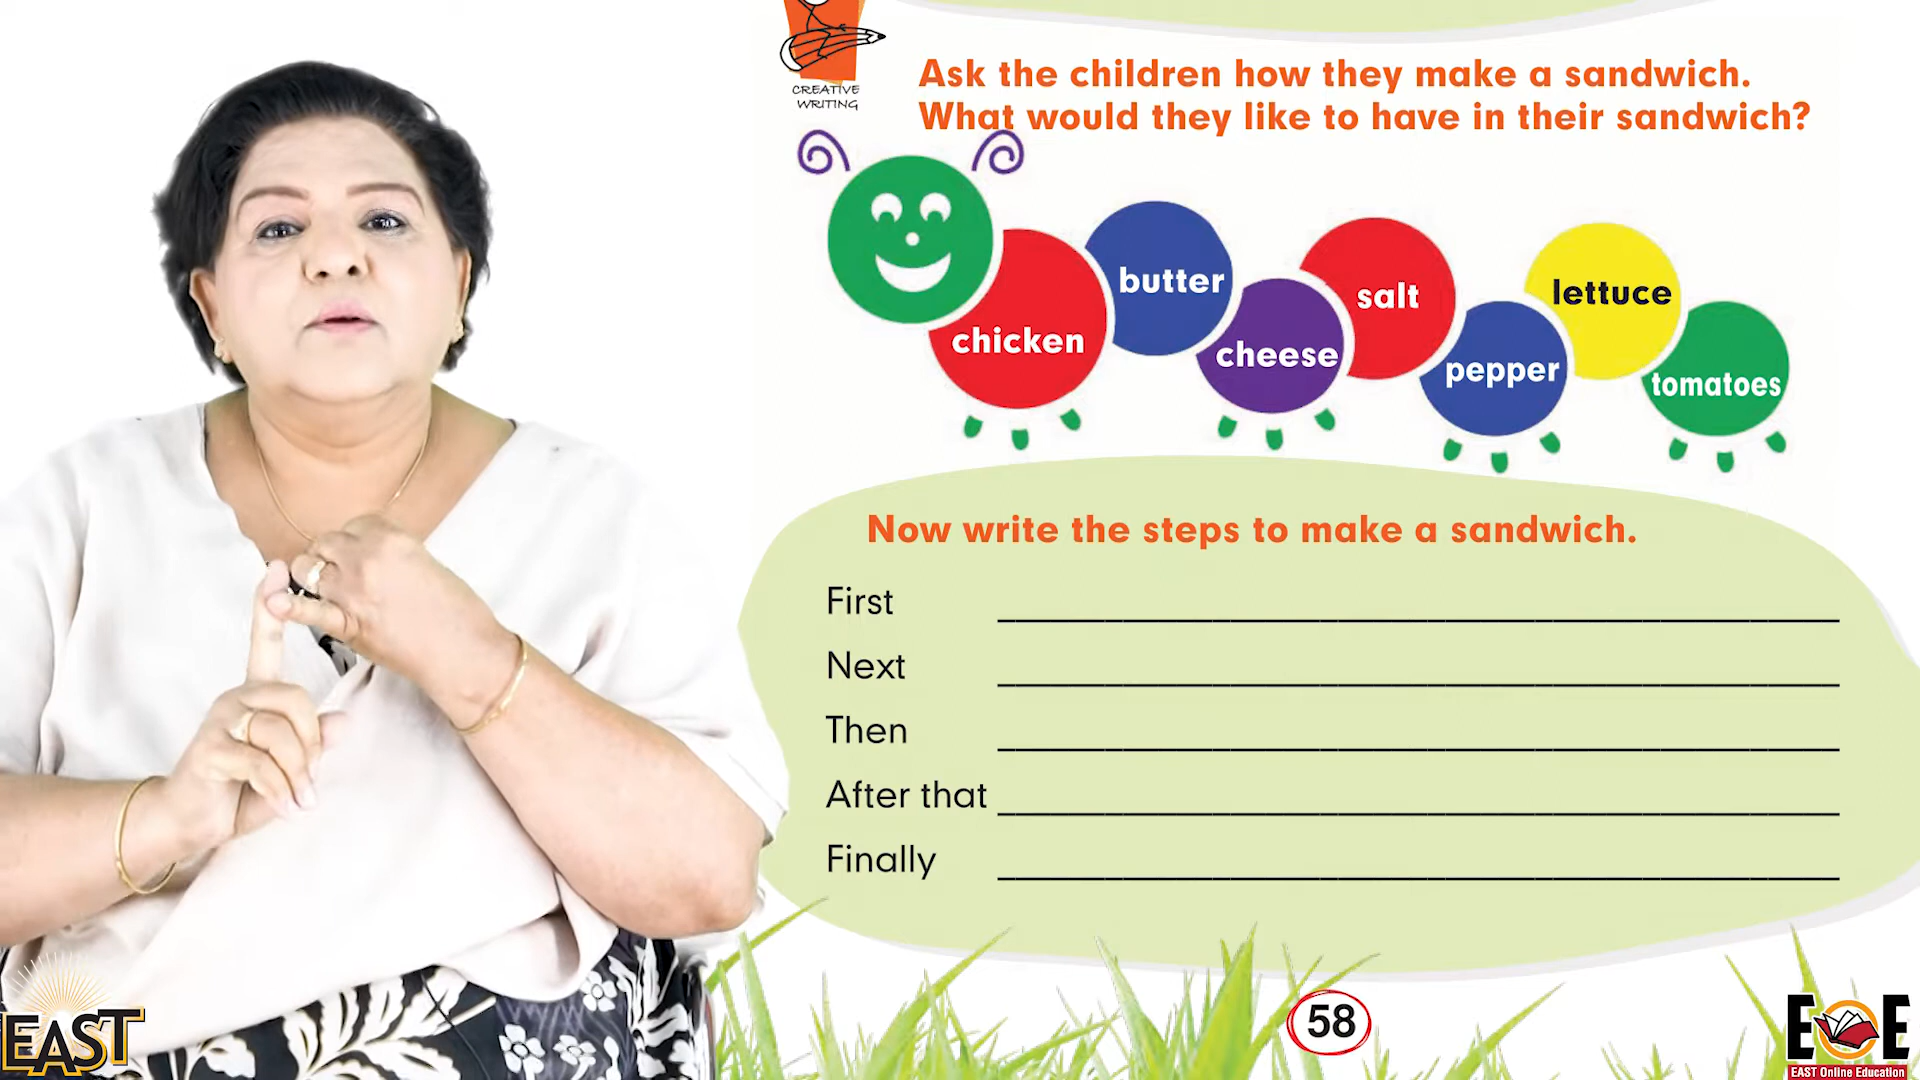 CREATIVE
WRITING
Ask the children how they make a sandwich.
What would they like to have in their sandwich?
chicken
butter
cheese
salt
pepper
lettuce
tomatoes
Now write the steps to make a sandwich.
First
Next
Then
After that
Finally
58
EAST
EOE
EAST Online Education